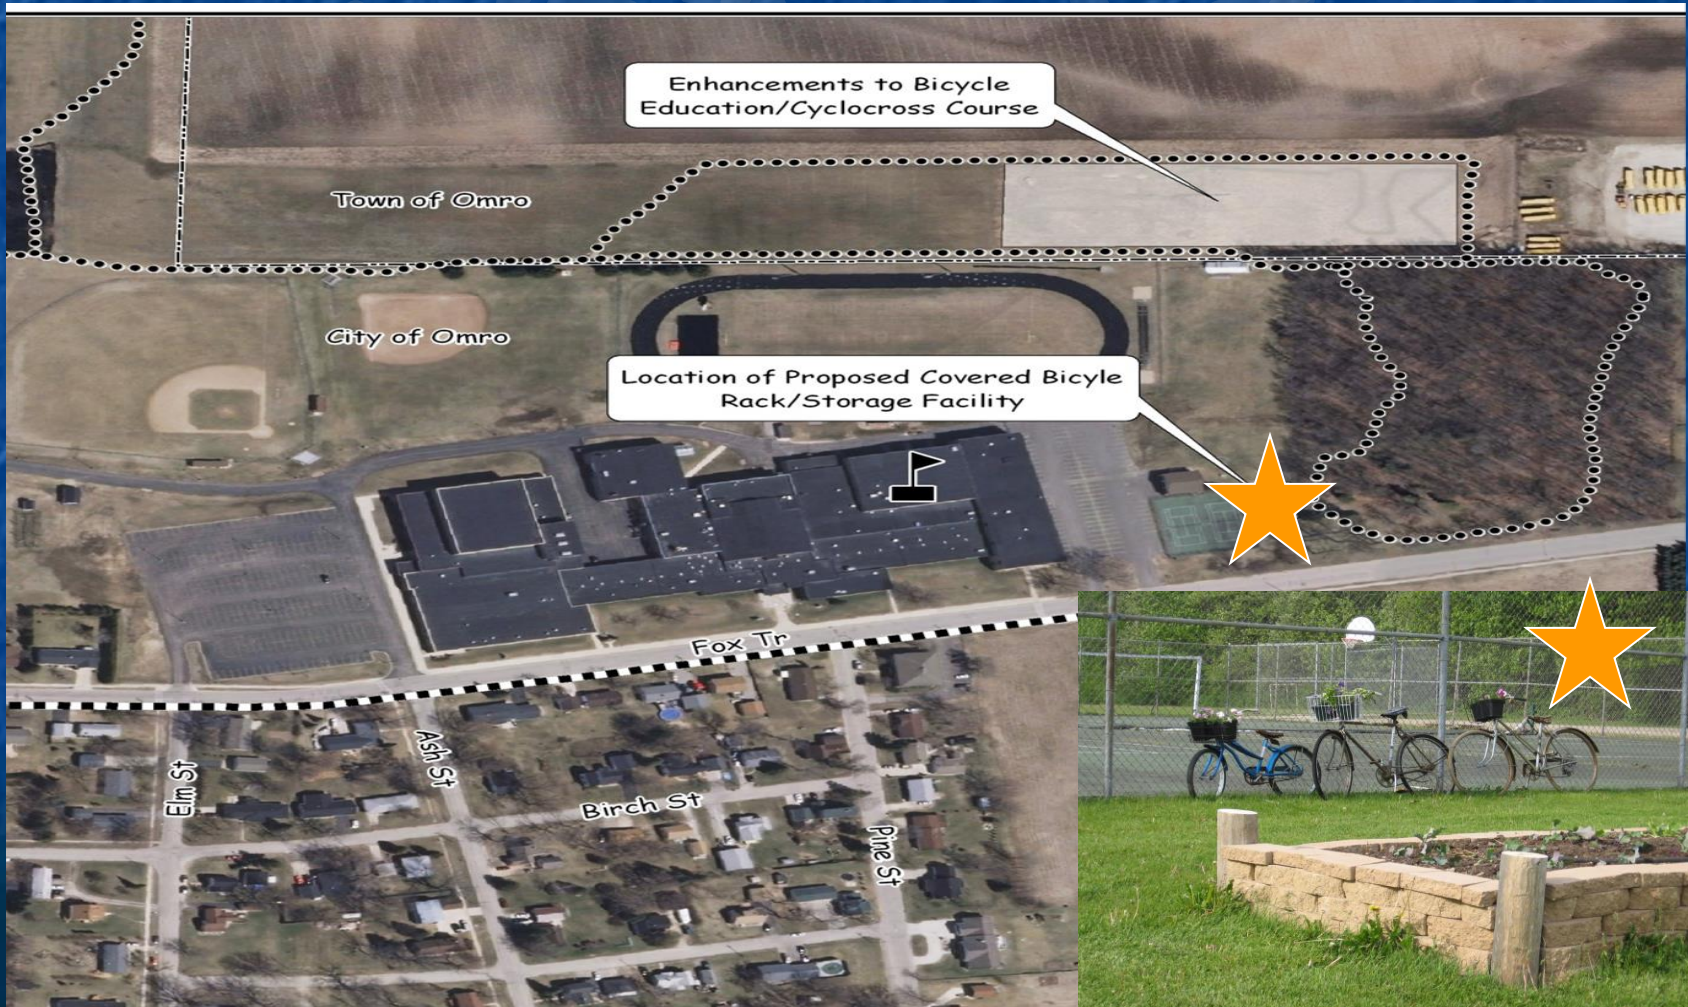 Enhancements to Bicycle
Education/Cyclocross Course
Town of Omro
City of Omro
Location of Proposed Covered Bicyle
Rack/Storage Facility
Fox Tr
Elm St
Ash St
Birch St
Pine St